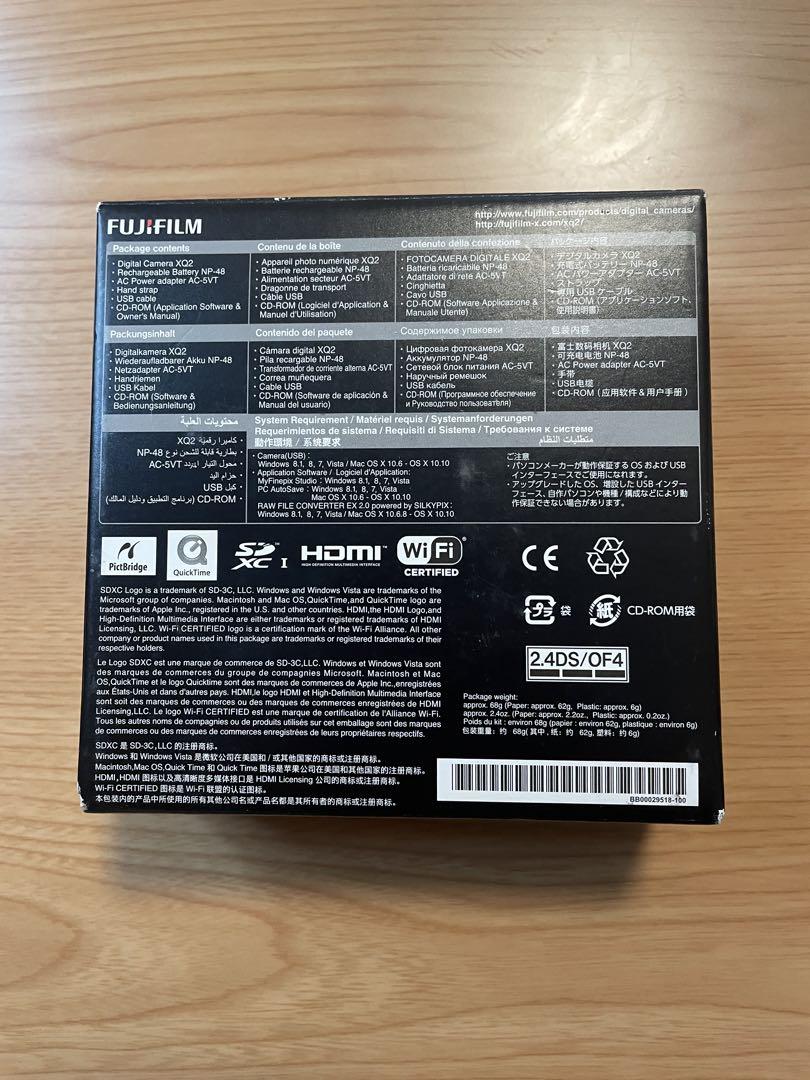 FUJIFILM
http://www.fujifilm.com/products/digital_cameras/
http://fujifilm-x.com/xq2/
Package contents
・Digital Camera XQ2
・Rechargeable Battery NP-48
・AC Power adapter AC-5VT
・Hand strap
・USB cable
・CD-ROM (Application Software &
Owner's Manual)
Contenu de la boîte
・Appareil photo numérique XQ2
・Batterie rechargeable NP-48
・Alimentation secteur AC-5VT
・Dragonne de transport
・Câble USB
・CD-ROM (Logiciel d'Application &
Manuel d'Utilisation)
Contenuto della confezione
・FOTOCAMERA DIGITALE XQ2
・Batteria ricaricabile NP-48
・Adattatore di rete AC-5VT
・Cinghietta
・Cavo USB
・CD-ROM (Software Applicazione &
Manuale Utente)
パッケージ内容
・デジタルカメラ XQ2
・充電式バッテリー NP-48
・AC パワーアダプター AC-5VT
・ストラップ
・専用 USB ケーブル
・CD-ROM（アプリケーションソフト、
使用説明書）
Packungsinhalt
・Digitalkamera XQ2
・Wiederaufladbarer Akku NP-48
・Netzadapter AC-5VT
・Handriemen
・USB Kabel
・CD-ROM (Software &
Bedienungsanleitung)
Contenido del paquete
・Cámara digital XQ2
・Pila recargable NP-48
・Transformador de corriente alterna AC-5VT
・Correa muñequera
・Cable USB
・CD-ROM (Software de aplicación &
Manual del usuario)
Содержимое упаковки
・Цифровая фотокамера XQ2
・Аккумулятор NP-48
・Сетевой блок питания AC-5VT
・Наручный ремешок
・USB кабель
・CD-ROM (Программное обеспечение
и Руководство пользователя)
包装内容
・富士数码相机 XQ2
・可充电电池 NP-48
・AC Power adapter AC-5VT
・手带
・USB电缆
・CD-ROM（应用软件＆用户手册）
محتويات العلبة
・كاميرا رقمية XQ2
・بطارية قابلة للشحن نوع NP-48
・محول التيار AC-5VT
・حزام اليد
・كبل USB
・CD-ROM (برنامج التطبيق ودليل المالك)
System Requirement / Matériel requis / Systemanforderungen
Requerimientos de sistema / Requisiti di Sistema / Требования к системе
動作環境 / 系统要求
متطلبات النظام
・Camera(USB) :
Windows 8.1, 8, 7, Vista / Mac OS X 10.6 - OS X 10.10
・Application Software / Logiciel d'Application:
MyFinepix Studio : Windows 8.1, 8, 7, Vista
PC AutoSave : Windows 8.1, 8, 7, Vista
Mac OS X 10.6 - OS X 10.10
RAW FILE CONVERTER EX 2.0 powered by SILKYPIX:
Windows 8.1, 8, 7, Vista / Mac OS X 10.6.8 - OS X 10.10
ご注意
・パソコンメーカーが動作保証する OS および USB
インターフェースでご使用になれます。
・アップグレードした OS、増設した USB インター
フェース、自作パソコンや機種 / 構成などにより動
作保証できない場合があります。
PictBridge
QuickTime
SD
XC I
HDMI
HIGH-DEFINITION MULTIMEDIA INTERFACE
Wi Fi
CERTIFIED
CE
プラ 袋
紙 CD-ROM用袋
2.4DS/OF4
SDXC Logo is a trademark of SD-3C, LLC. Windows and Windows Vista are trademarks of the
Microsoft group of companies. Macintosh and Mac OS,QuickTime,and QuickTime logo are
trademarks of Apple Inc., registered in the U.S. and other countries. HDMI,the HDMI Logo,and
High-Definition Multimedia Interface are either trademarks or registered trademarks of HDMI
Licensing, LLC. Wi-Fi CERTIFIED logo is a certification mark of the Wi-Fi Alliance. All other
company or product names used in this package are trademarks or registered trademarks of their
respective holders.
Le Logo SDXC est une marque de commerce de SD-3C,LLC. Windows et Windows Vista sont
des marques de commerce du groupe de compagnies Microsoft. Macintosh et Mac
OS,QuickTime et le logo Quicktime sont des marques de commerce de Apple Inc.,enregistrées
aux États-Unis et dans d'autres pays. HDMI,le logo HDMI et High-Definition Multimedia Interface
sont soit des marques de commerce ou des marques de commerce enregistrées de HDMI
Licensing,LLC. Le logo Wi-Fi CERTIFIED est une marque de certification de l'Alliance Wi-Fi.
Tous les autres noms de compagnies ou de produits utilisés sur cet emballage sont des marques
de commerce ou des marques de commerce enregistrées de leurs propriétaires respectifs.
SDXC 是 SD-3C, LLC 的注册商标。
Windows 和 Windows Vista 是微软公司在美国和 / 或其他国家的商标或注册商标。
Macintosh,Mac OS,Quick Time 和 Quick Time 图标是苹果公司在美国和其他国家的商标或注册商标。
HDMI,HDMI 图标以及高清晰度多媒体接口是 HDMI Licensing 公司的商标或注册商标。
Wi-Fi CERTIFIED 图标是 Wi-Fi 联盟的认证图标。
本包装内的产品中所使用的所有其他公司名或产品名都是其所有者的商标或注册商标。
Package weight:
approx. 68g (Paper: approx. 62g, Plastic: approx. 6g)
approx. 2.4oz. (Paper: approx. 2.2oz., Plastic: approx. 0.2oz.)
Poids du kit : environ 68g (papier : environ 62g, plastique : environ 6g)
包装重量: 约 68g( 其中 , 纸: 约 62g, 塑料: 约 6g)
BB00029518-100